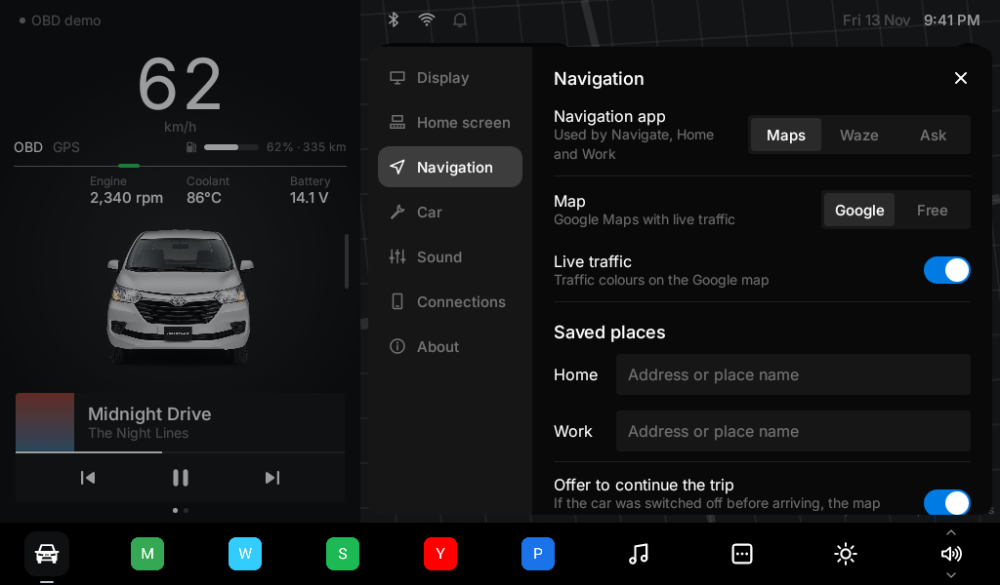 OBD demo
Fri 13 Nov 9:41 PM
62
km/h
OBD GPS
62% · 335 km
Engine
2,340 rpm
Coolant
86°C
Battery
14.1 V
Midnight Drive
The Night Lines
Display
Home screen
Navigation
Car
Sound
Connections
About
Navigation
Navigation app
Used by Navigate, Home
and Work
Maps Waze Ask
Map
Google Maps with live traffic
Google Free
Live traffic
Traffic colours on the Google map
Saved places
Home Address or place name
Work Address or place name
Offer to continue the trip
If the car was switched off before arriving, the map
M W S Y P